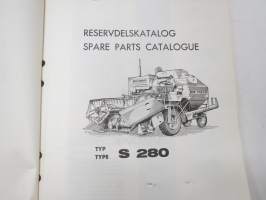 RESERVDELSKATALOG
SPARE PARTS CATALOGUE
TYP
TYPE S 280